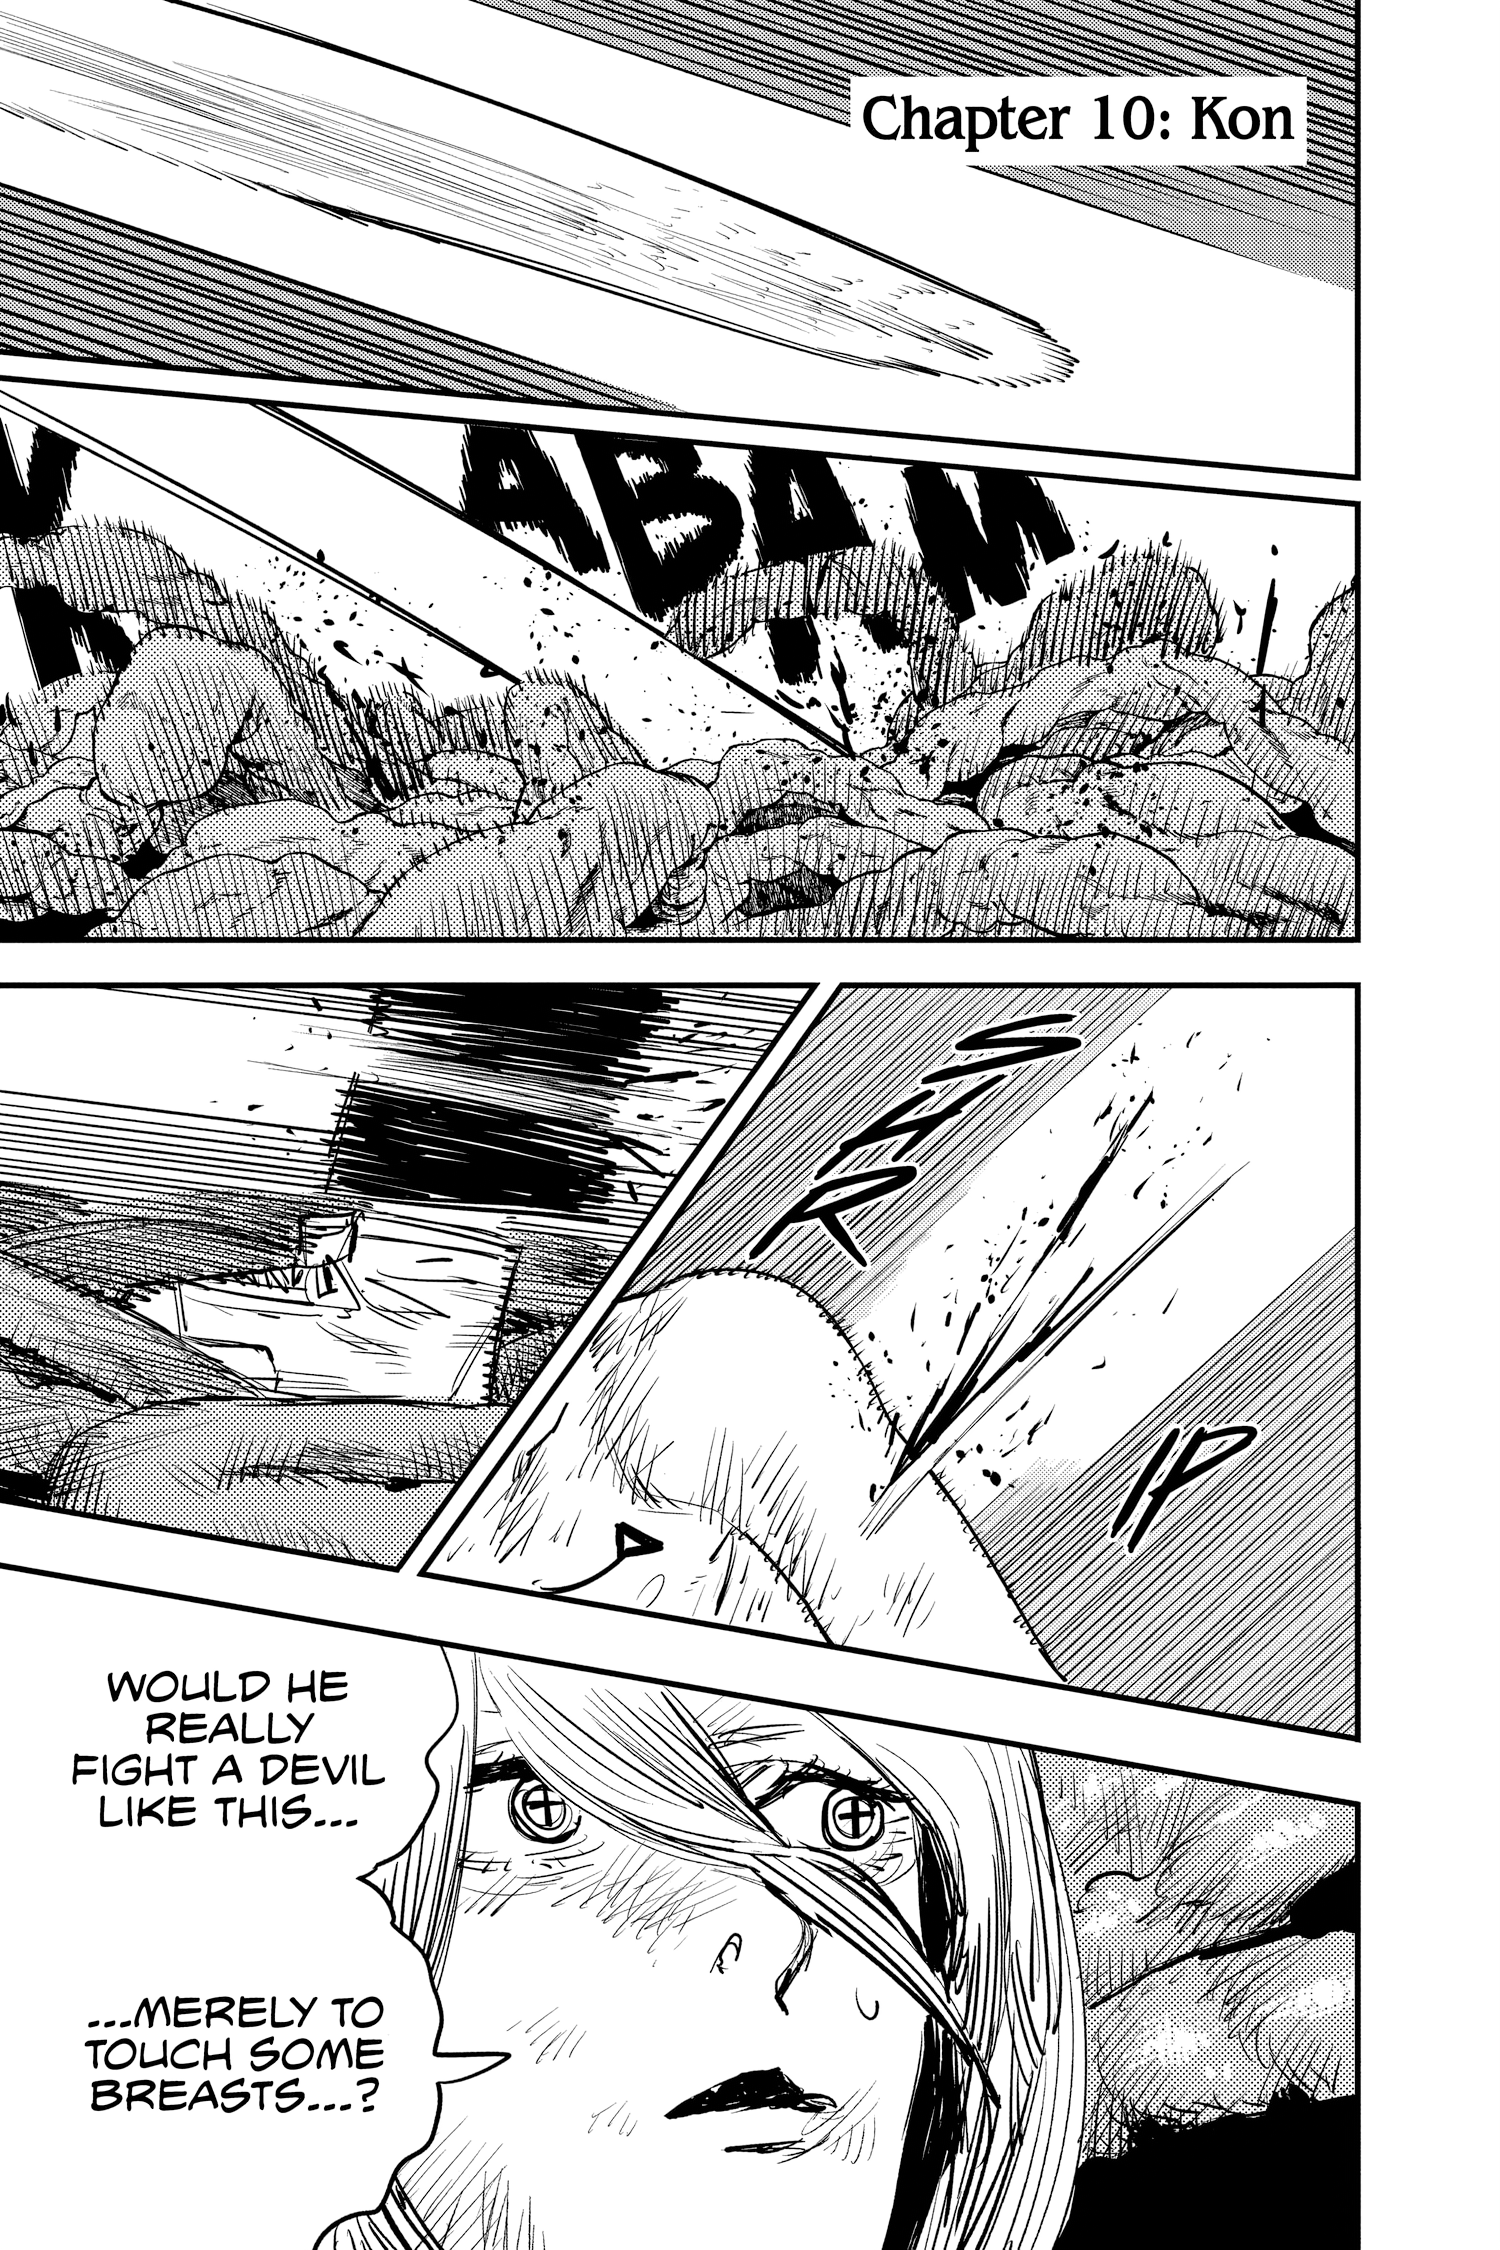 Chapter 10: Kon
ABAM
SHR
IP
WOULD HE
REALLY
FIGHT A DEVIL
LIKE THIS...
...MERELY TO
TOUCH SOME
BREASTS...?